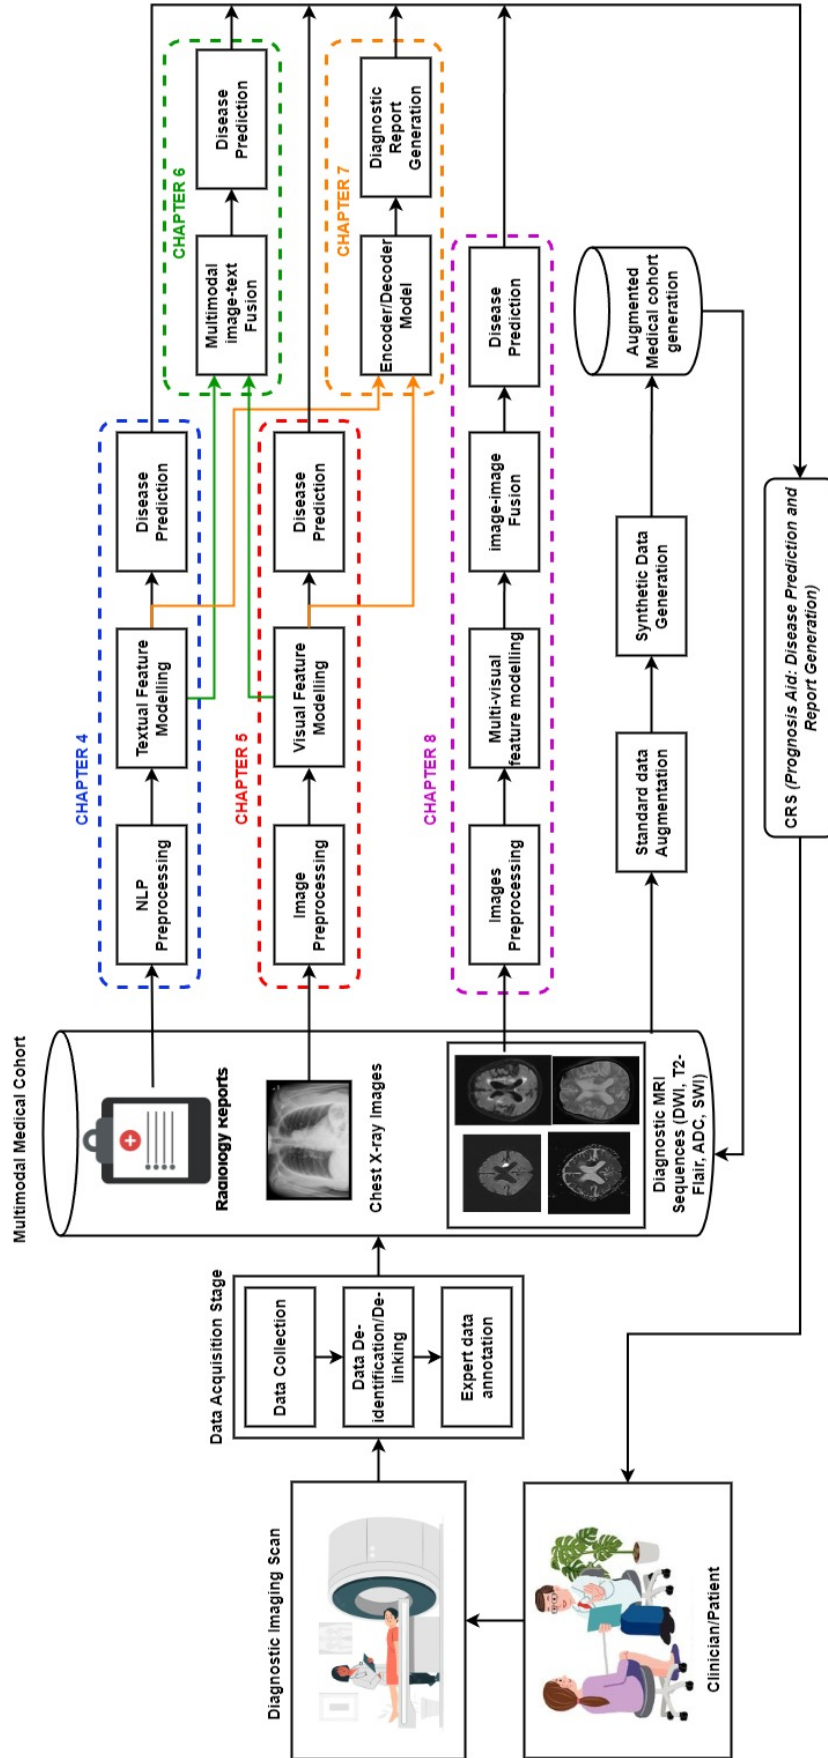 Clinician/Patient
Diagnostic Imaging Scan
Data Acquisition Stage
Data Collection
Data De-
identification/De-
linking
Expert data
annotation
Multimodal Medical Cohort
Radiology Reports
Chest X-ray Images
Diagnostic MRI
Sequences (DWI, T2-
Flair, ADC, SWI)
CHAPTER 4
NLP
Preprocessing
Textual Feature
Modelling
Disease
Prediction
CHAPTER 5
Image
Preprocessing
Visual Feature
Modelling
Disease
Prediction
CHAPTER 6
Multimodal
image-text
Fusion
Disease
Prediction
CHAPTER 7
Encoder/Decoder
Model
Diagnostic
Report
Generation
CHAPTER 8
Images
Preprocessing
Multi-visual
feature modelling
image-image
Fusion
Disease
Prediction
Standard data
Augmentation
Synthetic Data
Generation
Augmented
Medical cohort
generation
CRS (Prognosis Aid: Disease Prediction and
Report Generation)